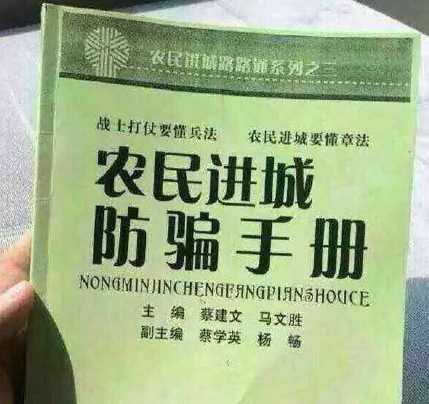 农民进城路路通系列之二
战士打仗要懂兵法 农民进城要懂章法
农民进城
防骗手册
NONGMINJINCHENGFANGPIANSHOUCE
主 编 蔡建文 马文胜
副主编 蔡学英 杨 畅